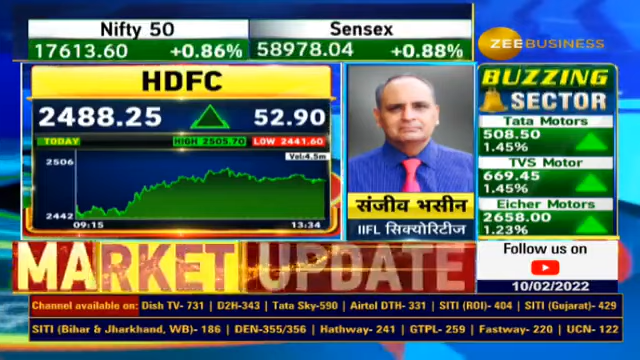 Nifty 50
17613.60 +0.86%
Sensex
58978.04 +0.88%
ZEE BUSINESS
HDFC
2488.25 52.90
TODAY HIGH 2505.70 LOW 2441.60
Vol:4.5m
2506
2442
09:15 13:34
संजीव भसीन
IIFL सिक्योरिटीज
BUZZING
SECTOR
Tata Motors
508.50
1.45%
TVS Motor
669.45
1.45%
Eicher Motors
2658.00
1.23%
MARKET UPDATE
Follow us on
10/02/2022
Channel available on: Dish TV- 731 | D2H-343 | Tata Sky-590 | Airtel DTH- 331 | SITI (ROI)- 404 | SITI (Gujarat)- 429
SITI (Bihar & Jharkhand, WB)- 186 | DEN-355/356 | Hathway- 241 | GTPL- 259 | Fastway- 220 | UCN- 122